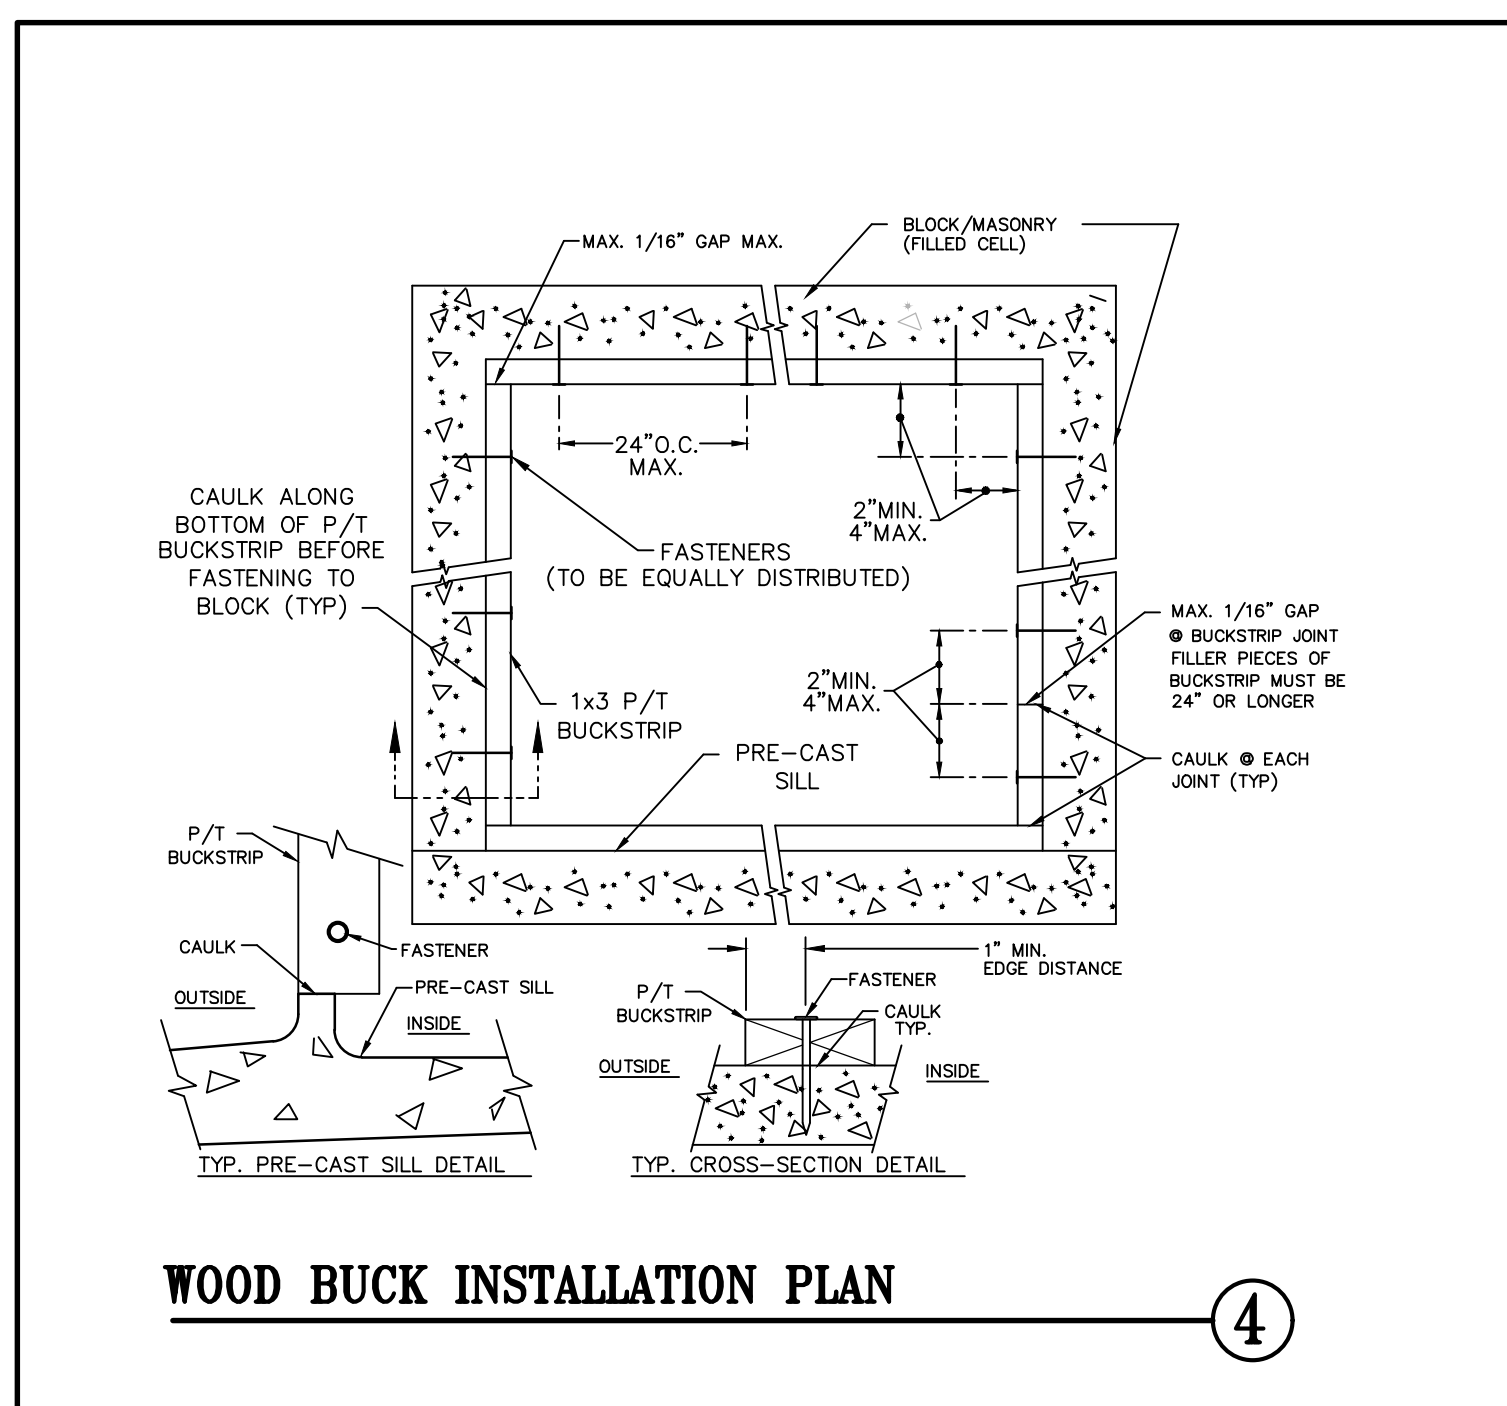 MAX. 1/16" GAP MAX.
BLOCK/MASONRY
(FILLED CELL)
24"O.C.
MAX.
2"MIN.
4"MAX.
CAULK ALONG
BOTTOM OF P/T
BUCKSTRIP BEFORE
FASTENING TO
BLOCK (TYP)
FASTENERS
(TO BE EQUALLY DISTRIBUTED)
MAX. 1/16" GAP
@ BUCKSTRIP JOINT
FILLER PIECES OF
BUCKSTRIP MUST BE
24" OR LONGER
2"MIN.
4"MAX.
1x3 P/T
BUCKSTRIP
PRE-CAST
SILL
CAULK @ EACH
JOINT (TYP)
P/T
BUCKSTRIP
CAULK
FASTENER
OUTSIDE
PRE-CAST SILL
INSIDE
TYP. PRE-CAST SILL DETAIL
1" MIN.
EDGE DISTANCE
FASTENER
P/T
BUCKSTRIP
CAULK
TYP.
OUTSIDE
INSIDE
TYP. CROSS-SECTION DETAIL
WOOD BUCK INSTALLATION PLAN
4